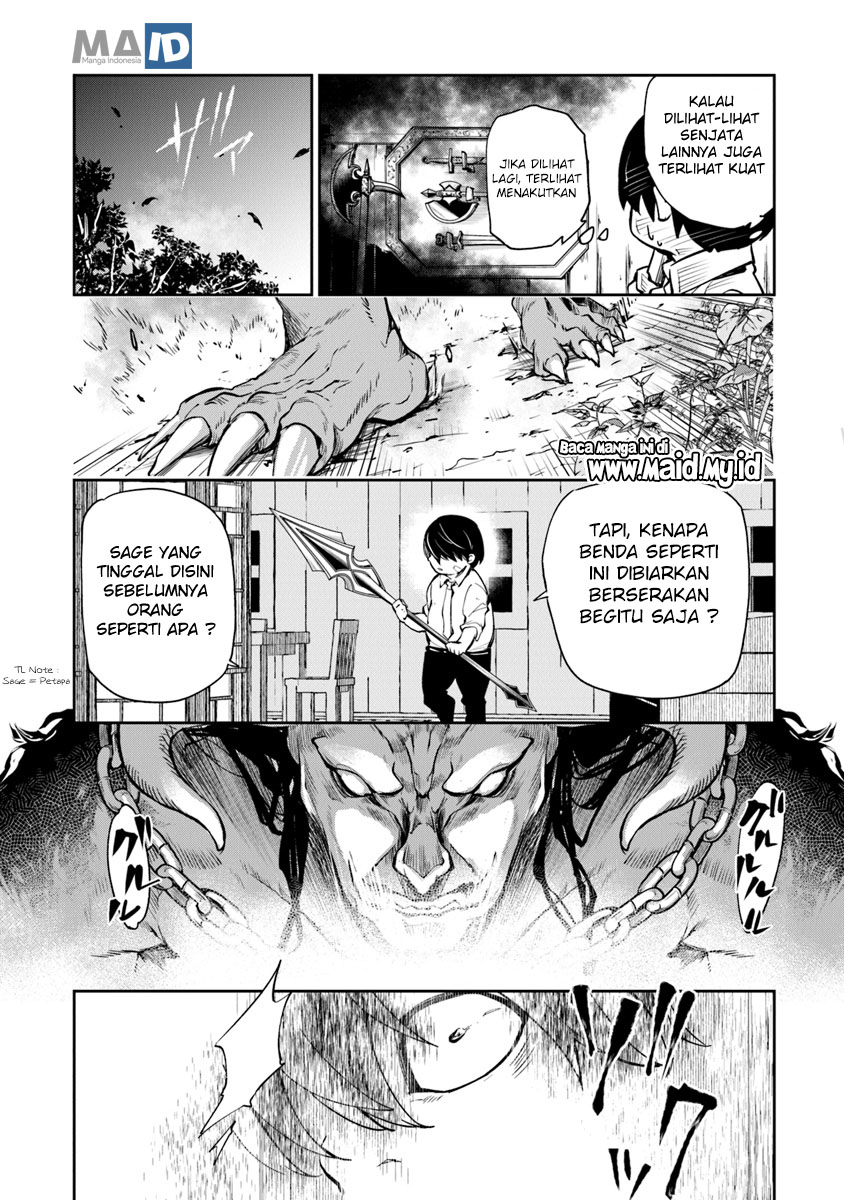 MAID
Manga Indonesia
KALAU
DILIHAT-LIHAT
SENJATA
LAINNYA JUGA
TERLIHAT KUAT
JIKA DILIHAT
LAGI, TERLIHAT
MENAKUTKAN
ザァ
Baca Manga ini di
www.Maid.My.id
TAPI, KENAPA
BENDA SEPERTI
INI DIBIARKAN
BERSERAKAN
BEGITU SAJA ?
SAGE YANG
TINGGAL DISINI
SEBELUMNYA
ORANG
SEPERTI APA ?
TL Note :
Sage = Petapa
グルルル
グルルル
ゾクッ